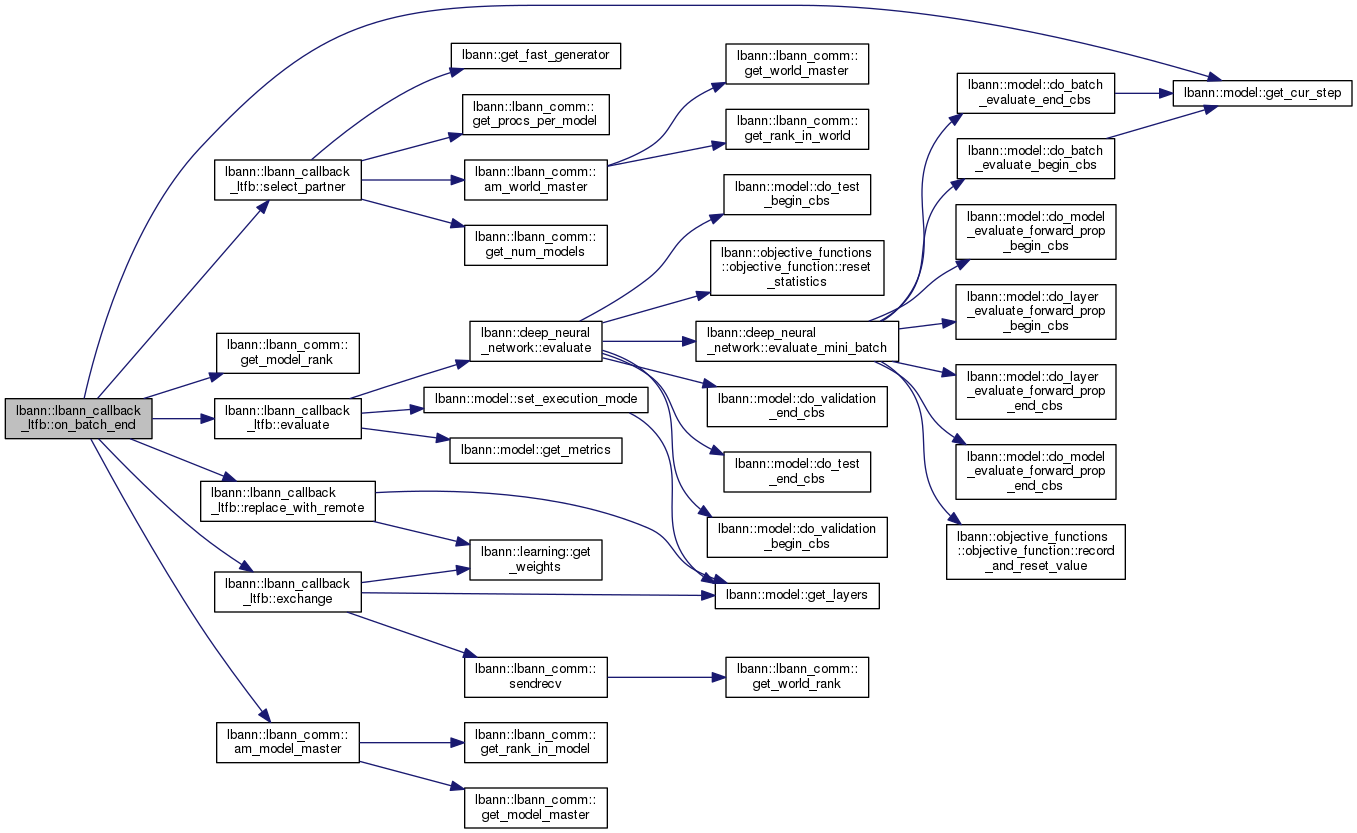 lbann::lbann_callback
_ltfb::on_batch_end
lbann::lbann_callback
_ltfb::select_partner
lbann::lbann_comm::
get_model_rank
lbann::lbann_callback
_ltfb::evaluate
lbann::lbann_callback
_ltfb::replace_with_remote
lbann::lbann_callback
_ltfb::exchange
lbann::lbann_comm::
am_model_master
lbann::get_fast_generator
lbann::lbann_comm::
get_procs_per_model
lbann::lbann_comm::
am_world_master
lbann::lbann_comm::
get_num_models
lbann::deep_neural
_network::evaluate
lbann::model::set_execution_mode
lbann::model::get_metrics
lbann::learning::get
_weights
lbann::lbann_comm::
sendrecv
lbann::lbann_comm::
get_rank_in_model
lbann::lbann_comm::
get_model_master
lbann::lbann_comm::
get_world_master
lbann::lbann_comm::
get_rank_in_world
lbann::model::do_test
_begin_cbs
lbann::objective_functions
::objective_function::reset
_statistics
lbann::deep_neural
_network::evaluate_mini_batch
lbann::model::do_validation
_end_cbs
lbann::model::do_test
_end_cbs
lbann::model::do_validation
_begin_cbs
lbann::model::get_layers
lbann::lbann_comm::
get_world_rank
lbann::model::do_batch
_evaluate_end_cbs
lbann::model::do_batch
_evaluate_begin_cbs
lbann::model::do_model
_evaluate_forward_prop
_begin_cbs
lbann::model::do_layer
_evaluate_forward_prop
_begin_cbs
lbann::model::do_layer
_evaluate_forward_prop
_end_cbs
lbann::model::do_model
_evaluate_forward_prop
_end_cbs
lbann::objective_functions
::objective_function::record
_and_reset_value
lbann::model::get_cur_step